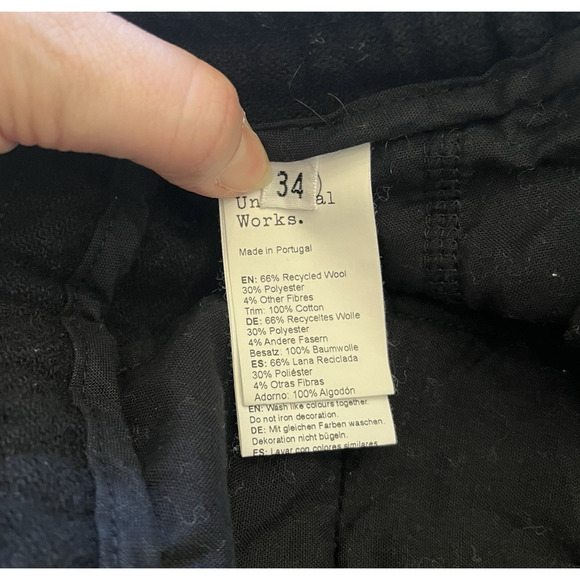 34
Un al
Works.
Made in Portugal
EN: 66% Recycled Wool
30% Polyester
4% Other Fibres
Trim: 100% Cotton
DE: 66% Recyceltes Wolle
30% Polyester
4% Andere Fasern
Besatz: 100% Baumwolle
ES: 66% Lana Reciclada
30% Poliéster
4% Otras Fibras
Adorno: 100% Algodón
EN: Wash like colours together.
Do not iron decoration.
DE: Mit gleichen Farben waschen.
Dekoration nicht bügeln.
ES: Lavar con colores similares